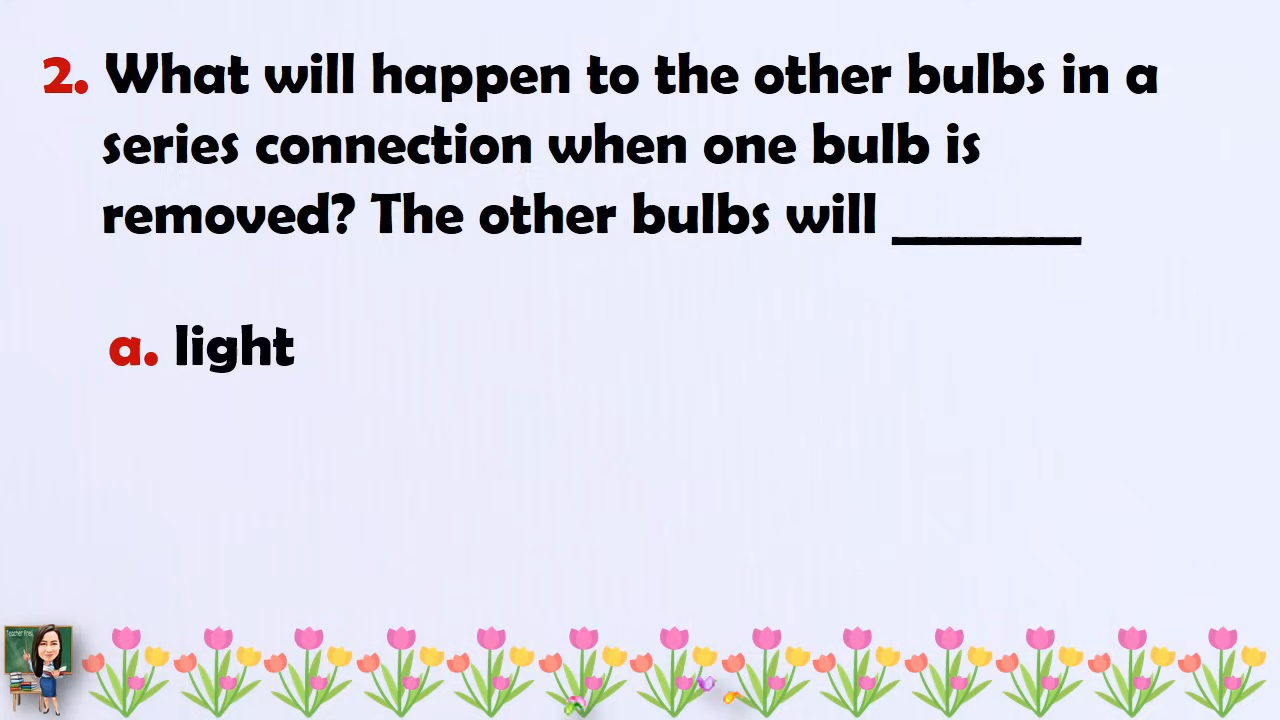 2. What will happen to the other bulbs in a
series connection when one bulb is
removed? The other bulbs will ________
a. light